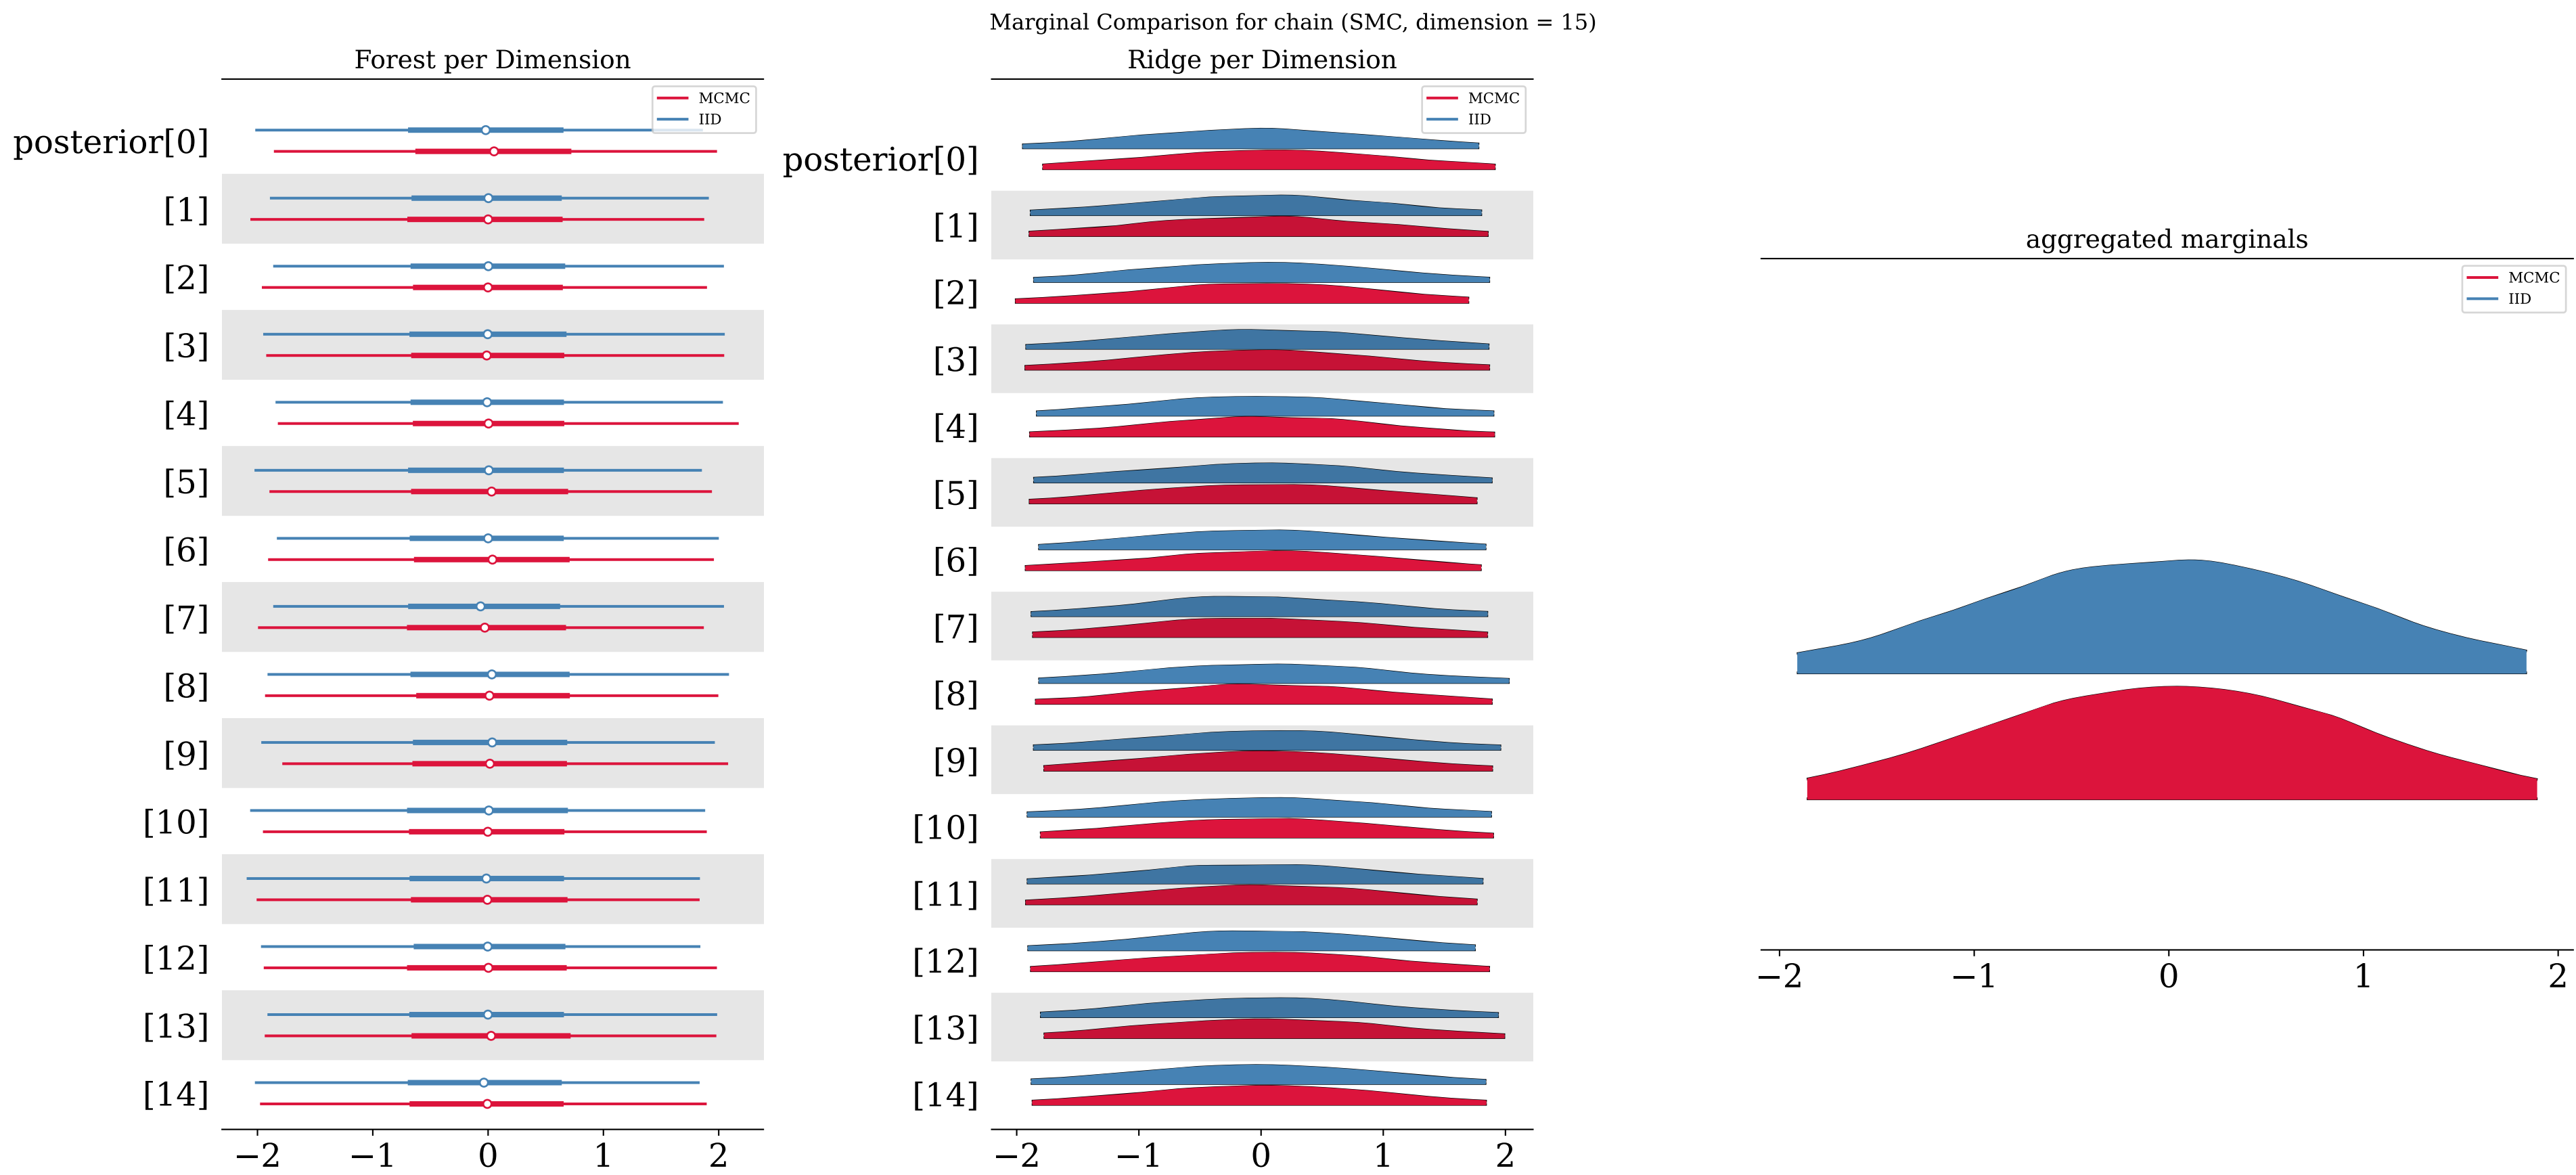 Marginal Comparison for chain (SMC, dimension = 15)
Forest per Dimension
MCMC
IID
posterior[0]
[1]
[2]
[3]
[4]
[5]
[6]
[7]
[8]
[9]
[10]
[11]
[12]
[13]
[14]
−2 −1 0 1 2
Ridge per Dimension
MCMC
IID
posterior[0]
[1]
[2]
[3]
[4]
[5]
[6]
[7]
[8]
[9]
[10]
[11]
[12]
[13]
[14]
−2 −1 0 1 2
aggregated marginals
MCMC
IID
−2 −1 0 1 2